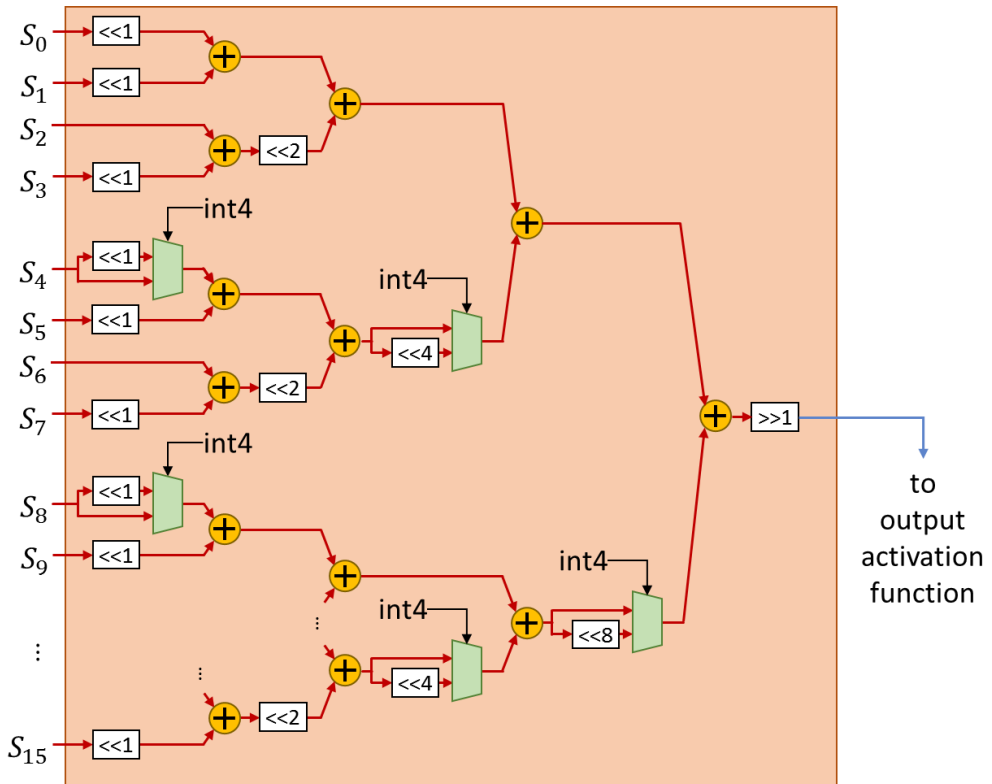 S0 <<1
S1 <<1
S2
S3 <<1
<<2
int4
S4 <<1
S5 <<1
int4
<<4
S6
S7 <<1
<<2
>>1
int4
S8 <<1
S9 <<1
to
output
activation
function
int4
<<8
int4
<<4
...
...
...
S15 <<1
<<2